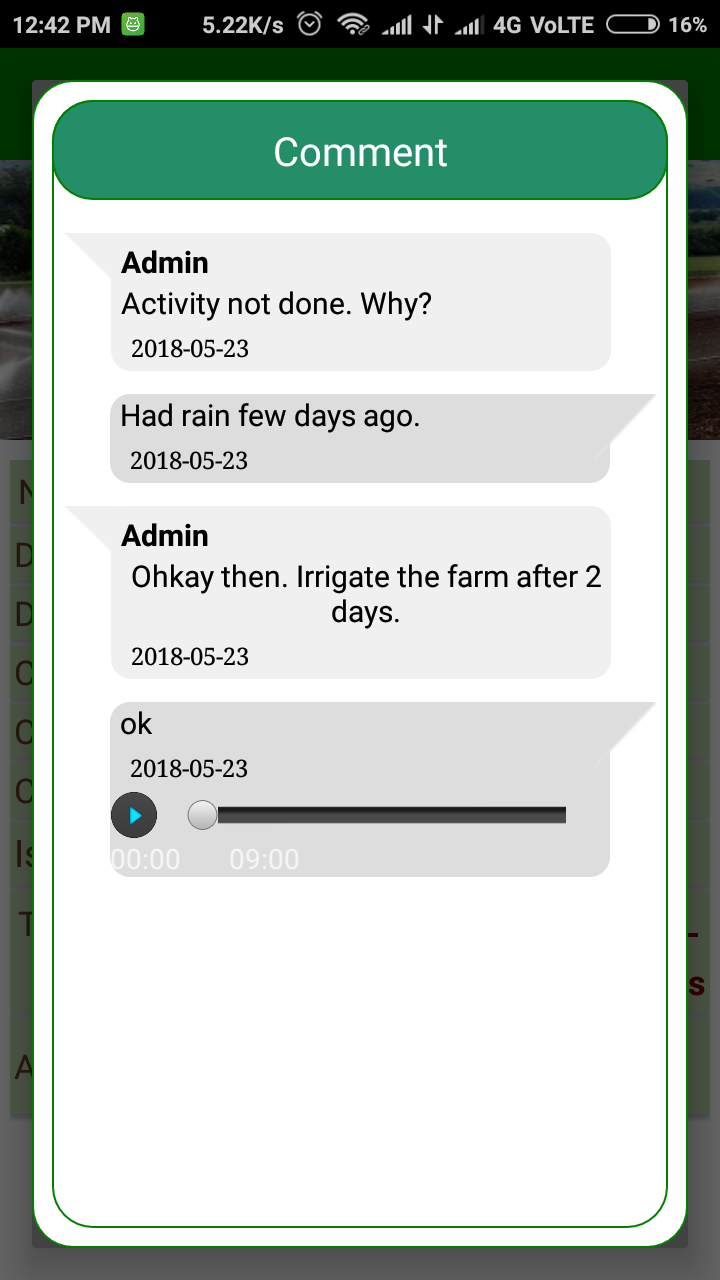 12:42 PM 5.22K/s 4G VoLTE 16%
Comment
Admin
Activity not done. Why?
2018-05-23
Had rain few days ago.
2018-05-23
Admin
Ohkay then. Irrigate the farm after 2
days.
2018-05-23
ok
2018-05-23
00:00 09:00